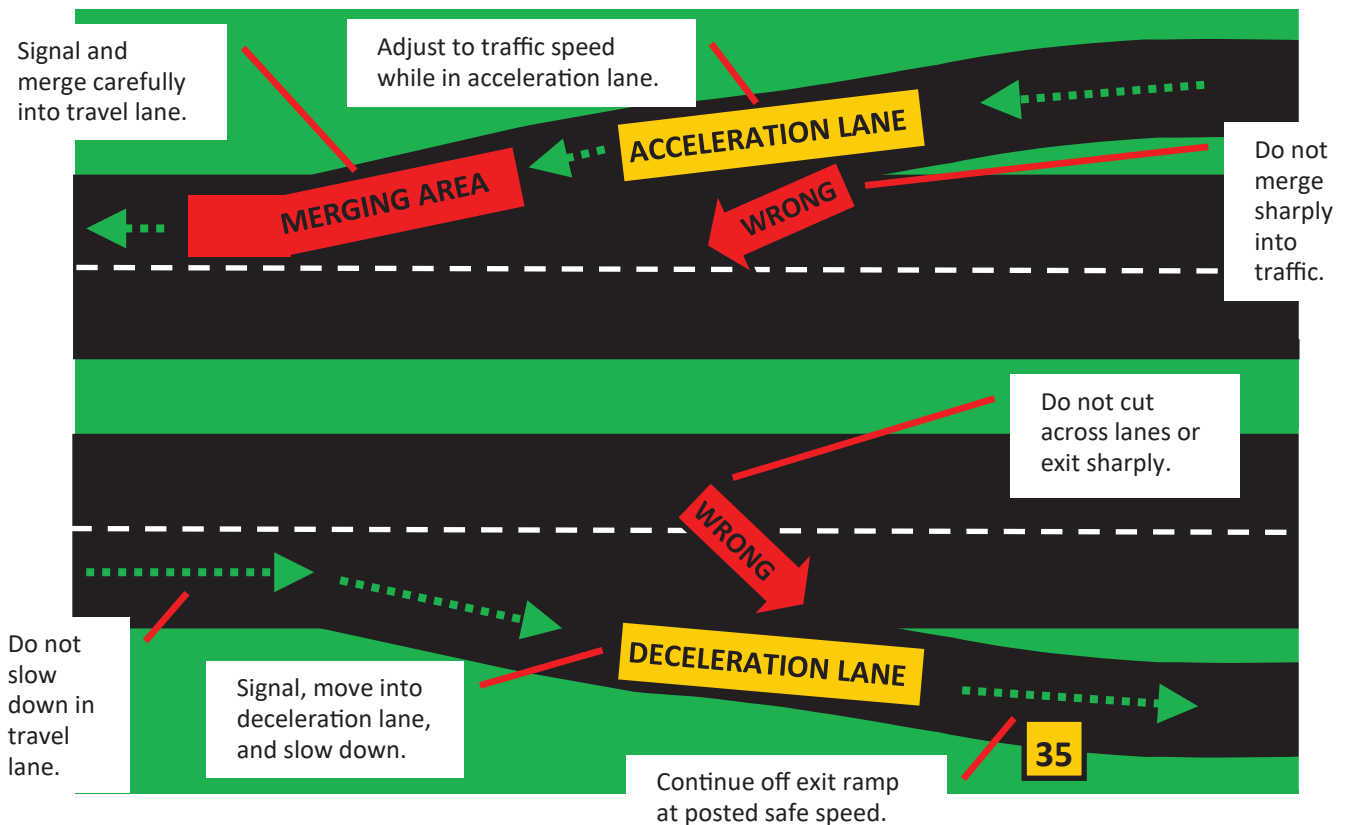 Signal and
merge carefully
into travel lane.
Adjust to traffic speed
while in acceleration lane.
ACCELERATION LANE
MERGING AREA
WRONG
Do not
merge
sharply
into
traffic.
Do not cut
across lanes or
exit sharply.
WRONG
Do not
slow
down in
travel
lane.
Signal, move into
deceleration lane,
and slow down.
DECELERATION LANE
35
Continue off exit ramp
at posted safe speed.